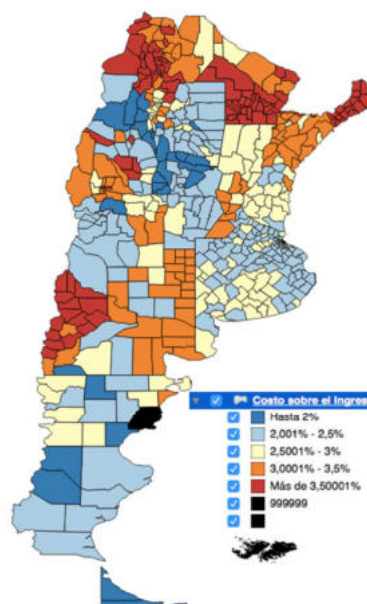 Costo sobre el Ingres
Hasta 2%
2,001% - 2,5%
2,5001% - 3%
3,0001% - 3,5%
Más de 3,50001%
999999